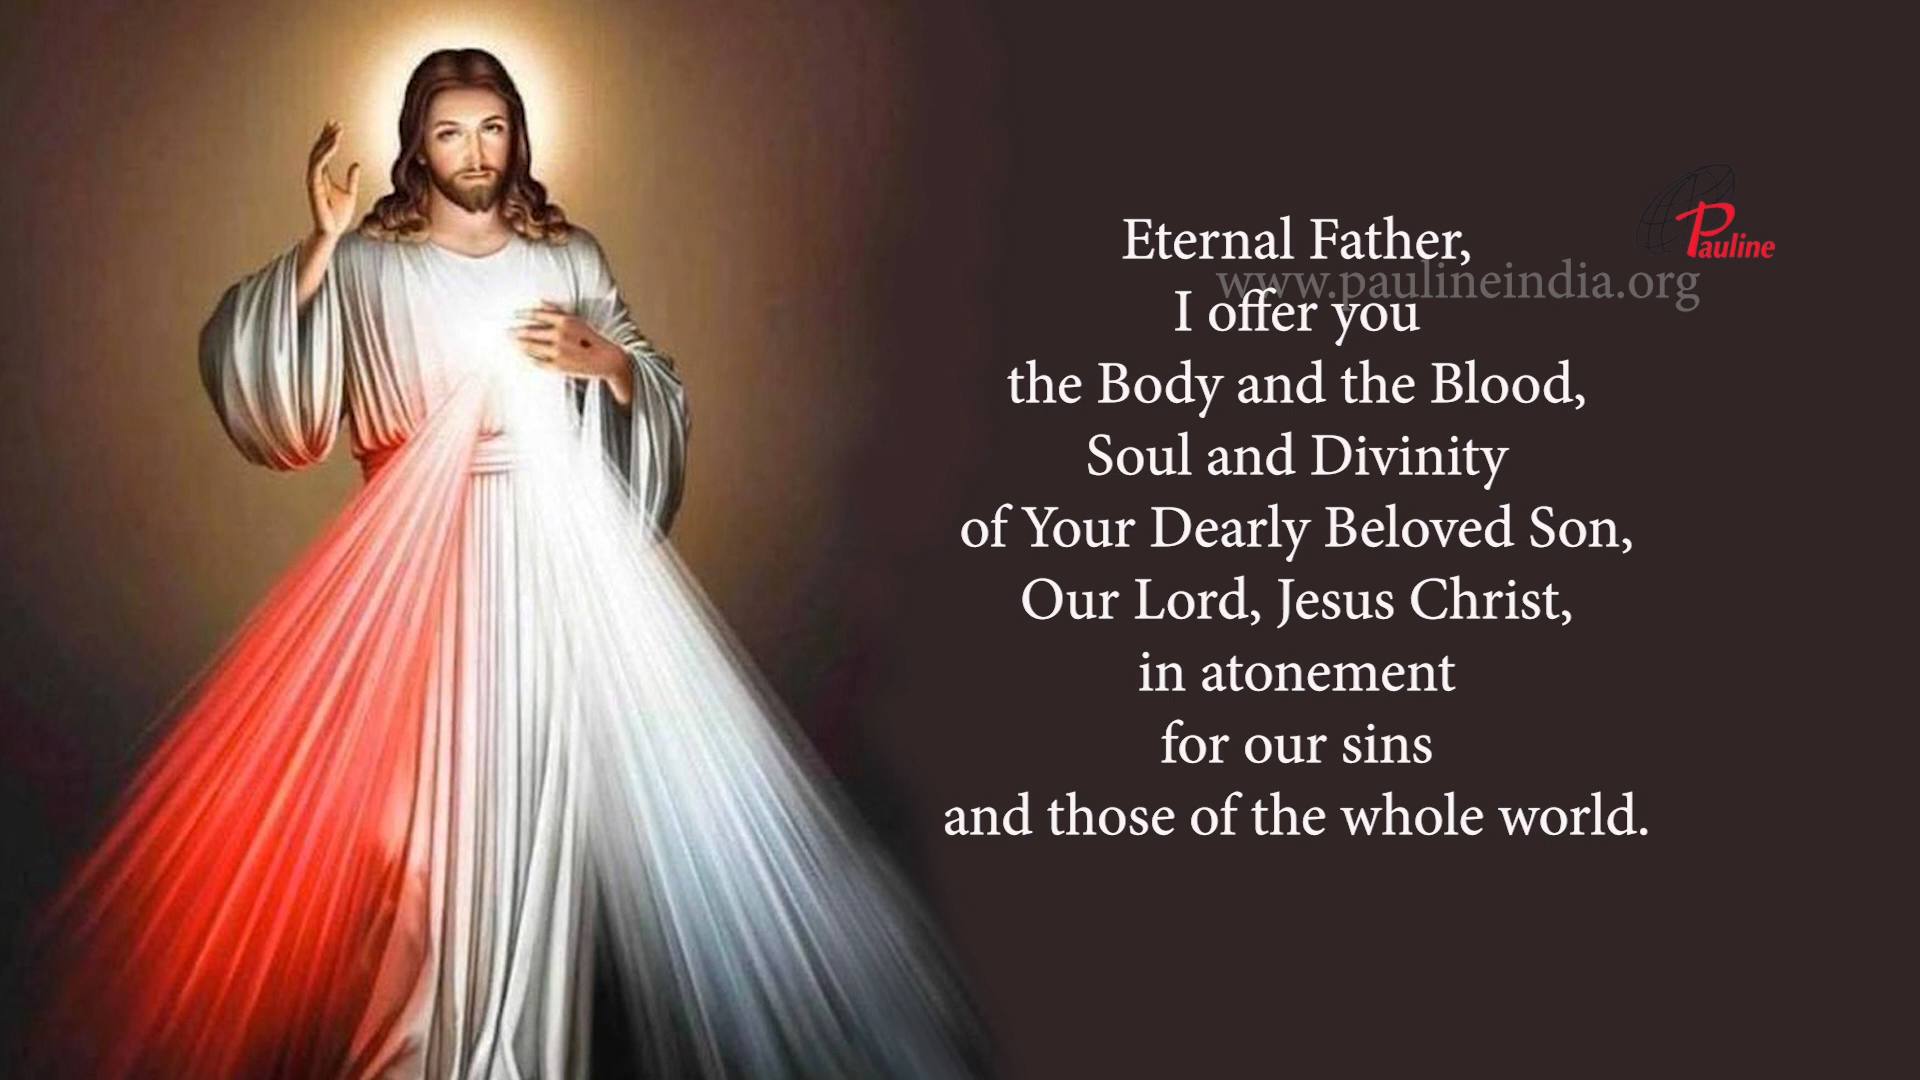 Eternal Father,
Pauline
www.paulineindia.org
I offer you
the Body and the Blood,
Soul and Divinity
of Your Dearly Beloved Son,
Our Lord, Jesus Christ,
in atonement
for our sins
and those of the whole world.